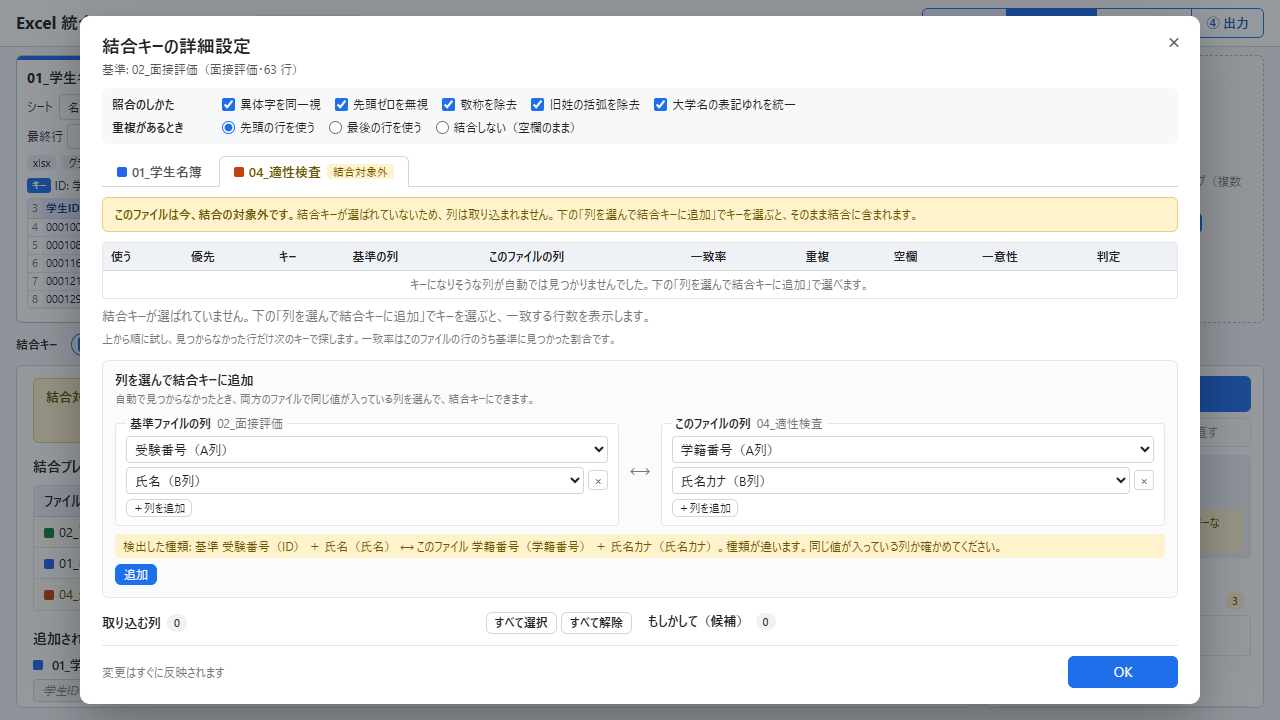 Excel 統
④ 出力
結合キーの詳細設定
×
基準: 02_面接評価（面接評価・63 行）
照合のしかた 異体字を同一視 先頭ゼロを無視 敬称を除去 旧姓の括弧を除去 大学名の表記ゆれを統一
重複があるとき 先頭の行を使う 最後の行を使う 結合しない（空欄のまま）
01_学生名簿 04_適性検査 結合対象外
このファイルは今、結合の対象外です。結合キーが選ばれていないため、列は取り込まれません。下の「列を選んで結合キーに追加」でキーを選ぶと、そのまま結合に含まれます。
使う 優先 キー 基準の列 このファイルの列 一致率 重複 空欄 一意性 判定
キーになりそうな列が自動では見つかりませんでした。下の「列を選んで結合キーに追加」で選べます。
結合キーが選ばれていません。下の「列を選んで結合キーに追加」でキーを選ぶと、一致する行数を表示します。
上から順に試し、見つからなかった行だけ次のキーで探します。一致率はこのファイルの行のうち基準に見つかった割合です。
列を選んで結合キーに追加
自動で見つからなかったとき、両方のファイルで同じ値が入っている列を選んで、結合キーにできます。
基準ファイルの列 02_面接評価 このファイルの列 04_適性検査
受験番号（A列） ↔ 学籍番号（A列）
氏名（B列） × 氏名カナ（B列） ×
＋列を追加 ＋列を追加
検出した種類: 基準 受験番号（ID） ＋ 氏名（氏名） ↔ このファイル 学籍番号（学籍番号） ＋ 氏名カナ（氏名カナ）。種類が違います。同じ値が入っている列か確かめてください。
追加
取り込む列 0 すべて選択 すべて解除 もしかして（候補） 0
変更はすぐに反映されます OK
01_学生
シート 名
最終行
xlsx グ
キー ID: 学
3 学生ID
4 000100
5 000108
6 000116
7 000121
8 000129
（複数
結合キー
結合対
直す
結合プレ
ファイル
02_
01_
04_
ーな
3
追加され
01_学
学生ID